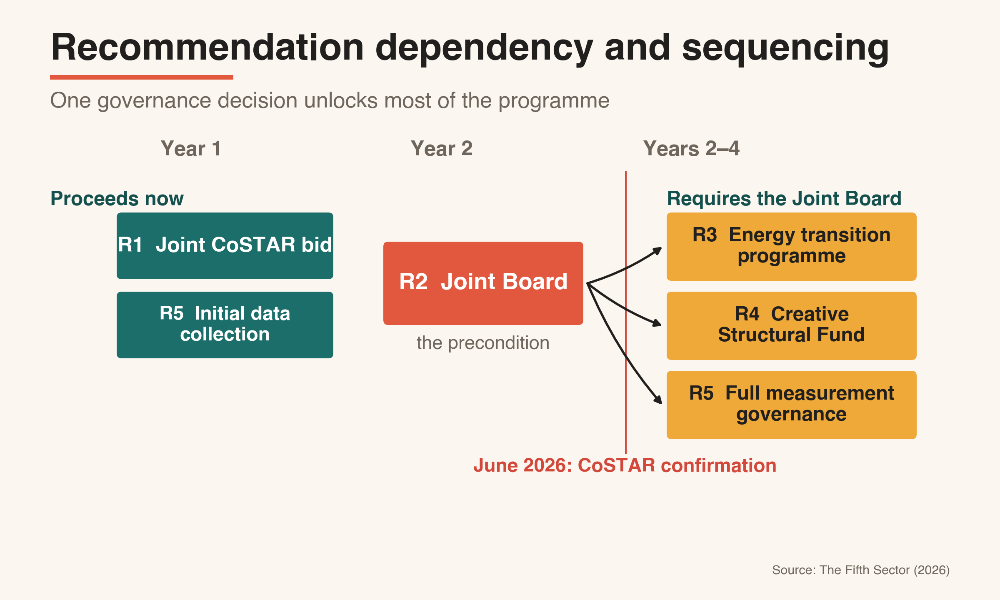 Recommendation dependency and sequencing
One governance decision unlocks most of the programme
Year 1
Year 2
Years 2–4
Proceeds now
R1 Joint CoSTAR bid
R5 Initial data
collection
R2 Joint Board
the precondition
Requires the Joint Board
R3 Energy transition
programme
R4 Creative
Structural Fund
R5 Full measurement
governance
June 2026: CoSTAR confirmation
Source: The Fifth Sector (2026)